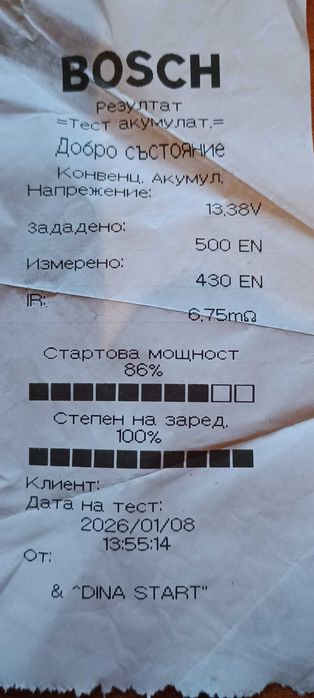 BOSCH
Резултат
=Тест акумулат.=
Добро състояние
Конвенц. Акумул.
Напрежение:
13,38V
Зададено:
500 EN
Измерено:
430 EN
IR:
6,75mΩ
Стартова мощност
86%
Степен на заред.
100%
Клиент:
Дата на тест:
2026/01/08
13:55:14
От:
& ^DINA START"